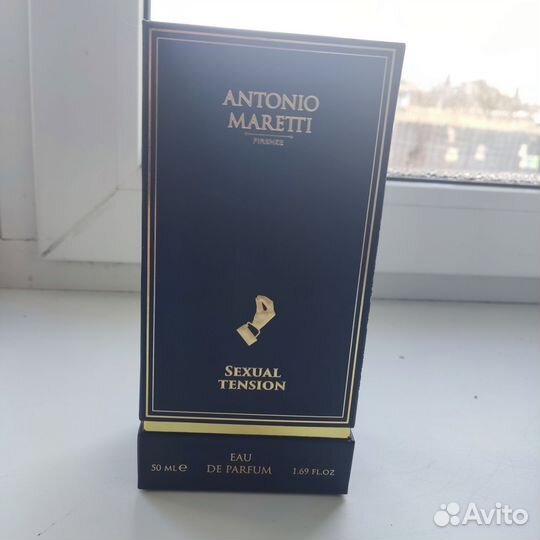 ANTONIO
MARETTI
FIRENZE
SEXUAL
TENSION
EAU
50 ML℮ DE PARFUM 1.69 FL.OZ
Avito